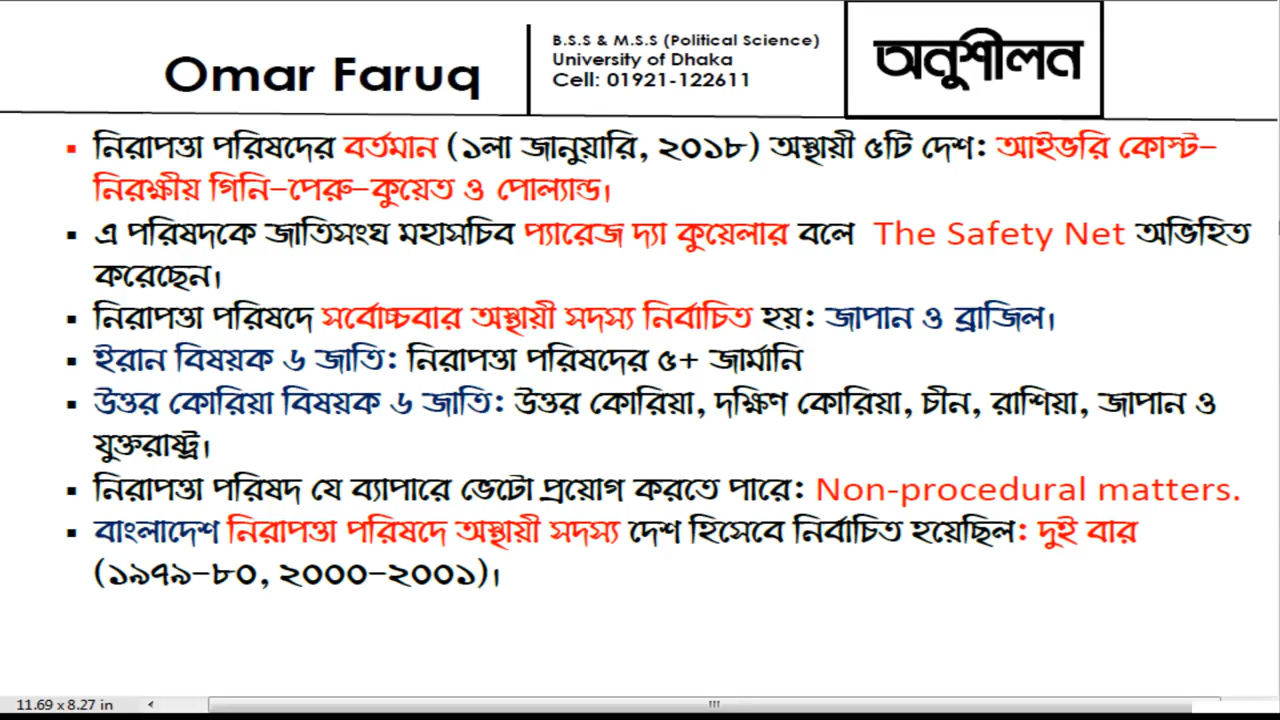 Omar Faruq
B.S.S & M.S.S (Political Science)
University of Dhaka
Cell: 01921-122611
অনুশীলন
▪ নিরাপত্তা পরিষদের বর্তমান (১লা জানুয়ারি, ২০১৮) অস্থায়ী ৫টি দেশ: আইভরি কোস্ট-
নিরক্ষীয় গিনি-পেরু-কুয়েত ও পোল্যান্ড।
▪ এ পরিষদকে জাতিসংঘ মহাসচিব প্যারেজ দ্যা কুয়েলার বলে The Safety Net অভিহিত
করেছেন।
▪ নিরাপত্তা পরিষদে সর্বোচ্চবার অস্থায়ী সদস্য নির্বাচিত হয়: জাপান ও ব্রাজিল।
▪ ইরান বিষয়ক ৬ জাতি: নিরাপত্তা পরিষদের ৫+ জার্মানি
▪ উত্তর কোরিয়া বিষয়ক ৬ জাতি: উত্তর কোরিয়া, দক্ষিণ কোরিয়া, চীন, রাশিয়া, জাপান ও
যুক্তরাষ্ট্র।
▪ নিরাপত্তা পরিষদ যে ব্যাপারে ভেটো প্রয়োগ করতে পারে: Non-procedural matters.
▪ বাংলাদেশ নিরাপত্তা পরিষদে অস্থায়ী সদস্য দেশ হিসেবে নির্বাচিত হয়েছিল: দুই বার
(১৯৭৯-৮০, ২০০০-২০০১)।
11.69 x 8.27 in